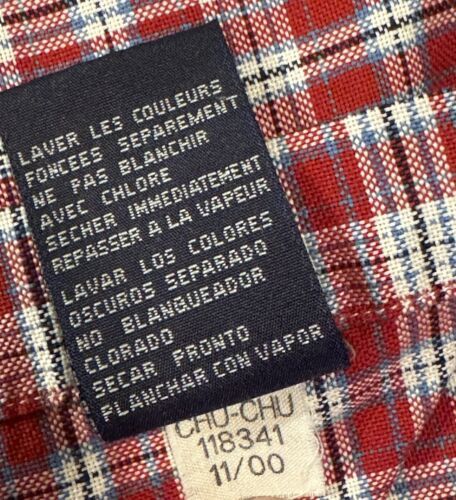 LAVER LES COULEURS
FONCEES SEPAREMENT
NE PAS BLANCHIR
AVEC CHLORE
SECHER IMMEDIATEMENT
REPASSER A LA VAPEUR
LAVAR LOS COLORES
OSCUROS SEPARADO
NO BLANQUEADOR
CLORADO
SECAR PRONTO
PLANCHAR CON VAPOR
CHU-CHU
118341
11/00